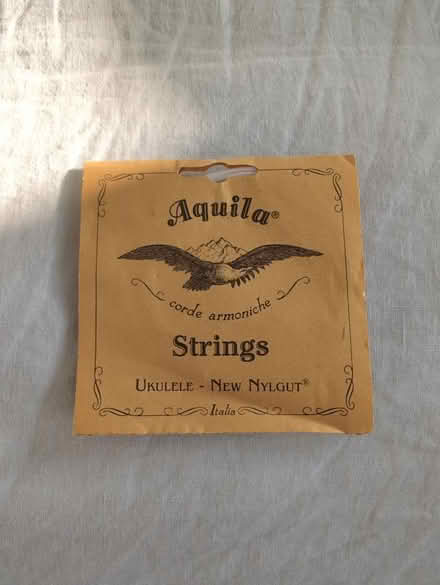 Aquila®
corde armoniche
Strings
UKULELE - NEW NYLGUT®
Italia